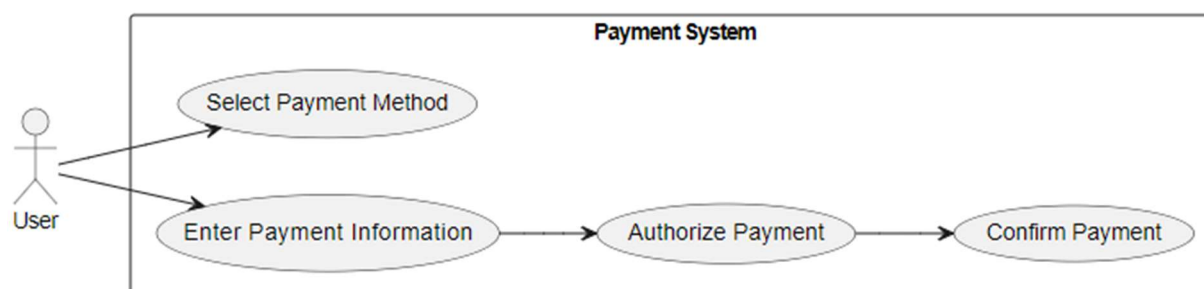 Payment System
Select Payment Method
User
Enter Payment Information
Authorize Payment
Confirm Payment